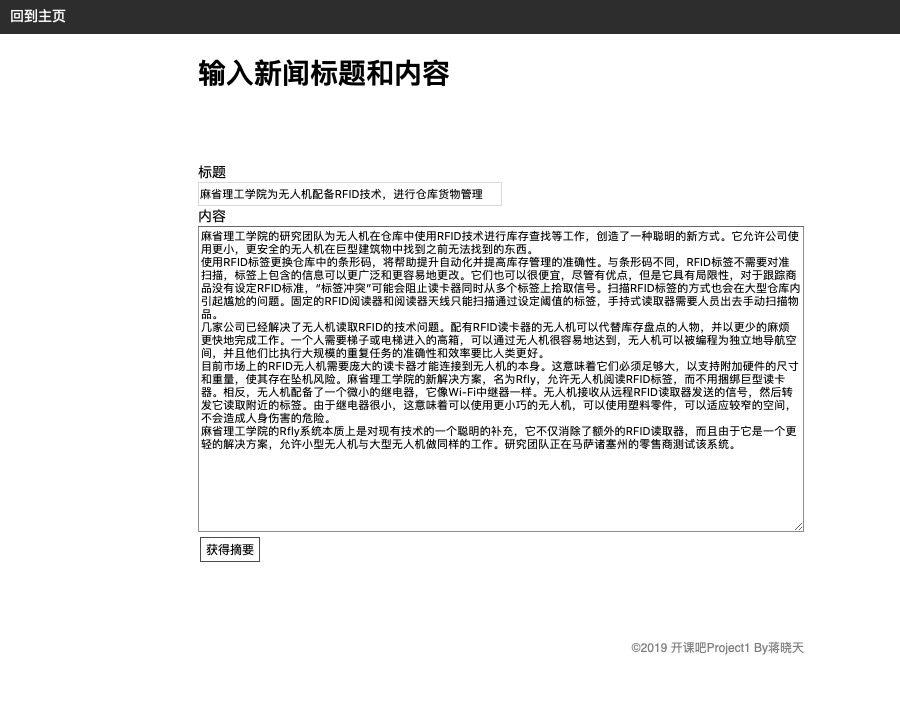 回到主页
输入新闻标题和内容
标题
麻省理工学院为无人机配备RFID技术，进行仓库货物管理
内容
麻省理工学院的研究团队为无人机在仓库中使用RFID技术进行库存查找等工作，创造了一种聪明的新方式。它允许公司使
用更小，更安全的无人机在巨型建筑物中找到之前无法找到的东西。
使用RFID标签更换仓库中的条形码，将帮助提升自动化并提高库存管理的准确性。与条形码不同，RFID标签不需要对准
扫描，标签上包含的信息可以更广泛和更容易地更改。它们也可以很便宜，尽管有优点，但是它具有局限性，对于跟踪商
品没有设定RFID标准，“标签冲突”可能会阻止读卡器同时从多个标签上拾取信号。扫描RFID标签的方式也会在大型仓库内
引起尴尬的问题。固定的RFID阅读器和阅读器天线只能扫描通过设定阈值的标签，手持式读取器需要人员出去手动扫描物
品。
几家公司已经解决了无人机读取RFID的技术问题。配有RFID读卡器的无人机可以代替库存盘点的人物，并以更少的麻烦
更快地完成工作。一个人需要梯子或电梯进入的高箱，可以通过无人机很容易地达到，无人机可以被编程为独立地导航空
间，并且他们比执行大规模的重复任务的准确性和效率要比人类更好。
目前市场上的RFID无人机需要庞大的读卡器才能连接到无人机的本身。这意味着它们必须足够大，以支持附加硬件的尺寸
和重量，使其存在坠机风险。麻省理工学院的新解决方案，名为Rfly，允许无人机阅读RFID标签，而不用捆绑巨型读卡
器。相反，无人机配备了一个微小的继电器，它像Wi-Fi中继器一样。无人机接收从远程RFID读取器发送的信号，然后转
发它读取附近的标签。由于继电器很小，这意味着可以使用更小巧的无人机，可以使用塑料零件，可以适应较窄的空间，
不会造成人身伤害的危险。
麻省理工学院的Rfly系统本质上是对现有技术的一个聪明的补充，它不仅消除了额外的RFID读取器，而且由于它是一个更
轻的解决方案，允许小型无人机与大型无人机做同样的工作。研究团队正在马萨诸塞州的零售商测试该系统。
获得摘要
©2019 开课吧Project1 By蒋晓天